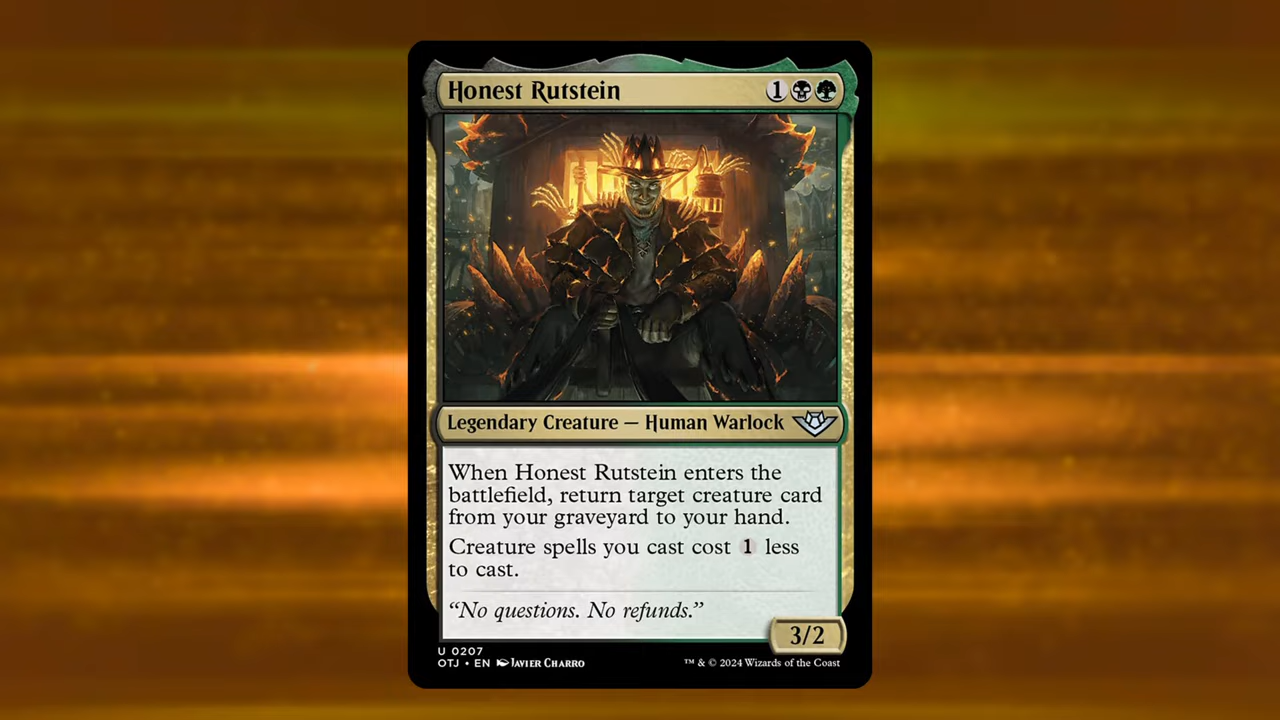 Honest Rutstein 1
Legendary Creature — Human Warlock
When Honest Rutstein enters the
battlefield, return target creature card
from your graveyard to your hand.
Creature spells you cast cost 1 less
to cast.
“No questions. No refunds.”
3/2
U 0207
OTJ • EN Javier Charro
™ & © 2024 Wizards of the Coast